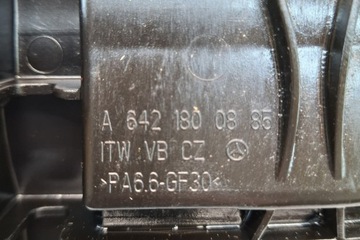 A 642 180 08 85
ITW VB CZ
>PA6.6-GF30<